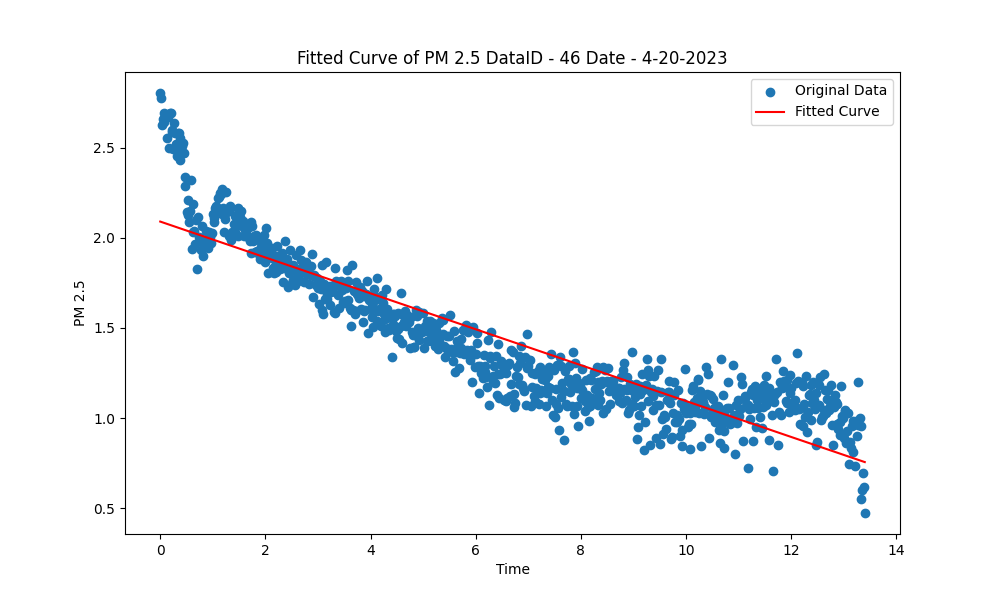 Fitted Curve of PM 2.5 DataID - 46 Date - 4-20-2023
Original Data
Fitted Curve
PM 2.5
2.5
2.0
1.5
1.0
0.5
0 2 4 6 8 10 12 14
Time